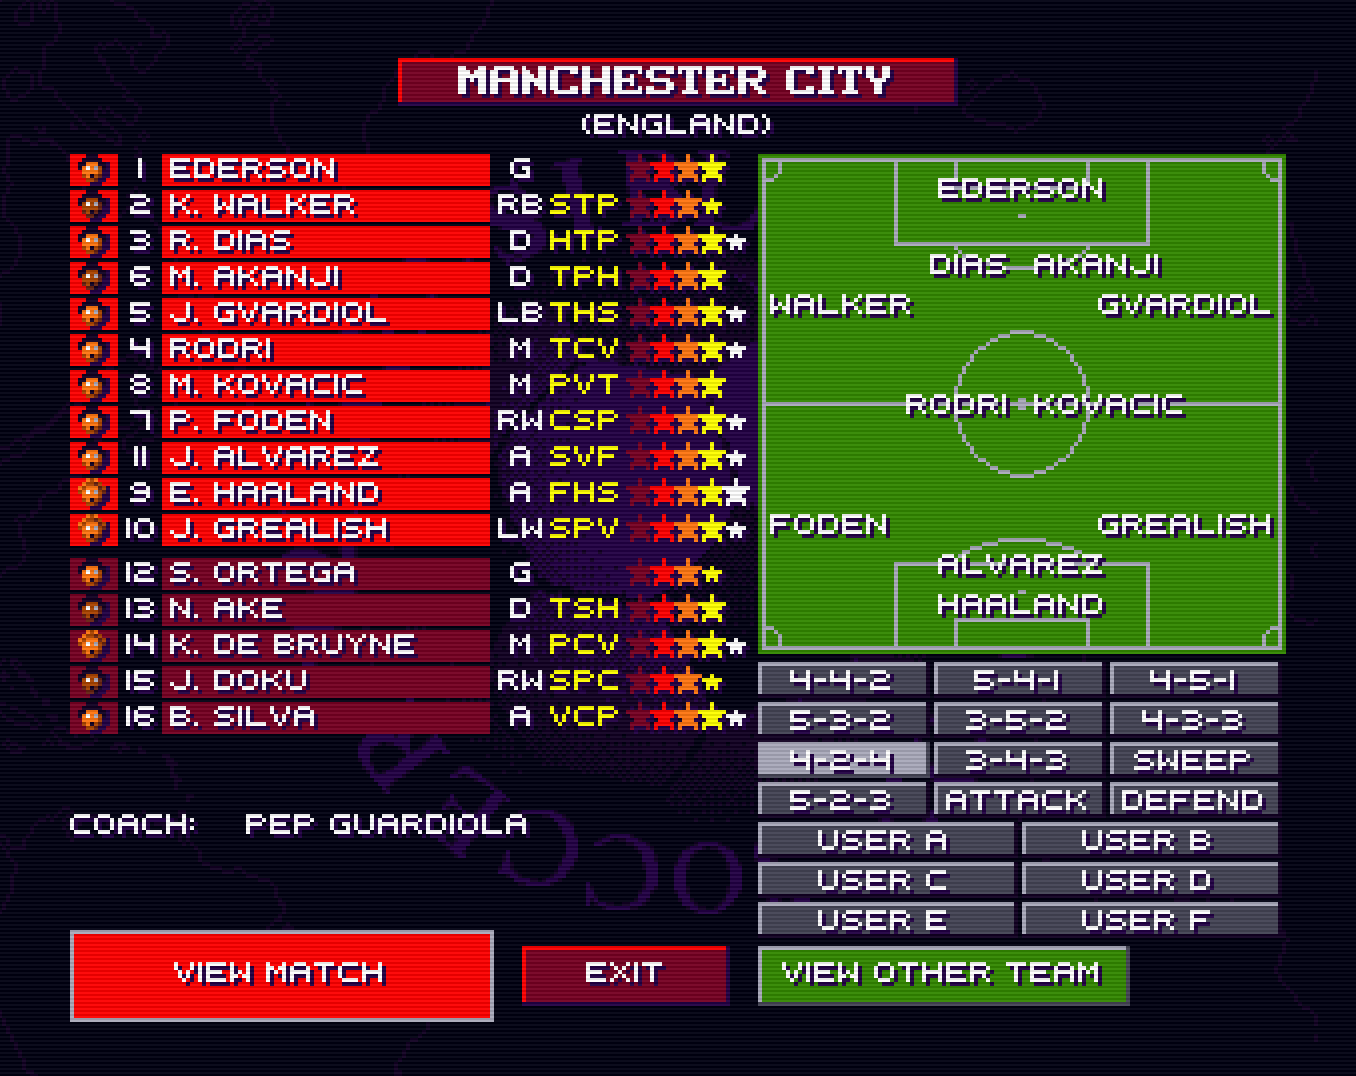 MANCHESTER CITY
(ENGLAND)
1 EDERSON G
2 K. WALKER RB STP
3 R. DIAS D HTP
6 M. AKANJI D TPH
5 J. GVARDIOL LB THS
4 RODRI M TCV
8 M. KOVACIC M PVT
7 P. FODEN RW CSP
11 J. ALVAREZ A SVF
9 E. HAALAND A FHS
10 J. GREALISH LW SPV
12 S. ORTEGA G
13 N. AKE D TSH
14 K. DE BRUYNE M PCV
15 J. DOKU RW SPC
16 B. SILVA A VCP
COACH: PEP GUARDIOLA
EDERSON
DIAS AKANJI
WALKER GVARDIOL
RODRI KOVACIC
FODEN GREALISH
ALVAREZ
HAALAND
4-4-2 5-4-1 4-5-1
5-3-2 3-5-2 4-3-3
4-2-4 3-4-3 SWEEP
5-2-3 ATTACK DEFEND
USER A USER B
USER C USER D
USER E USER F
VIEW MATCH EXIT VIEW OTHER TEAM